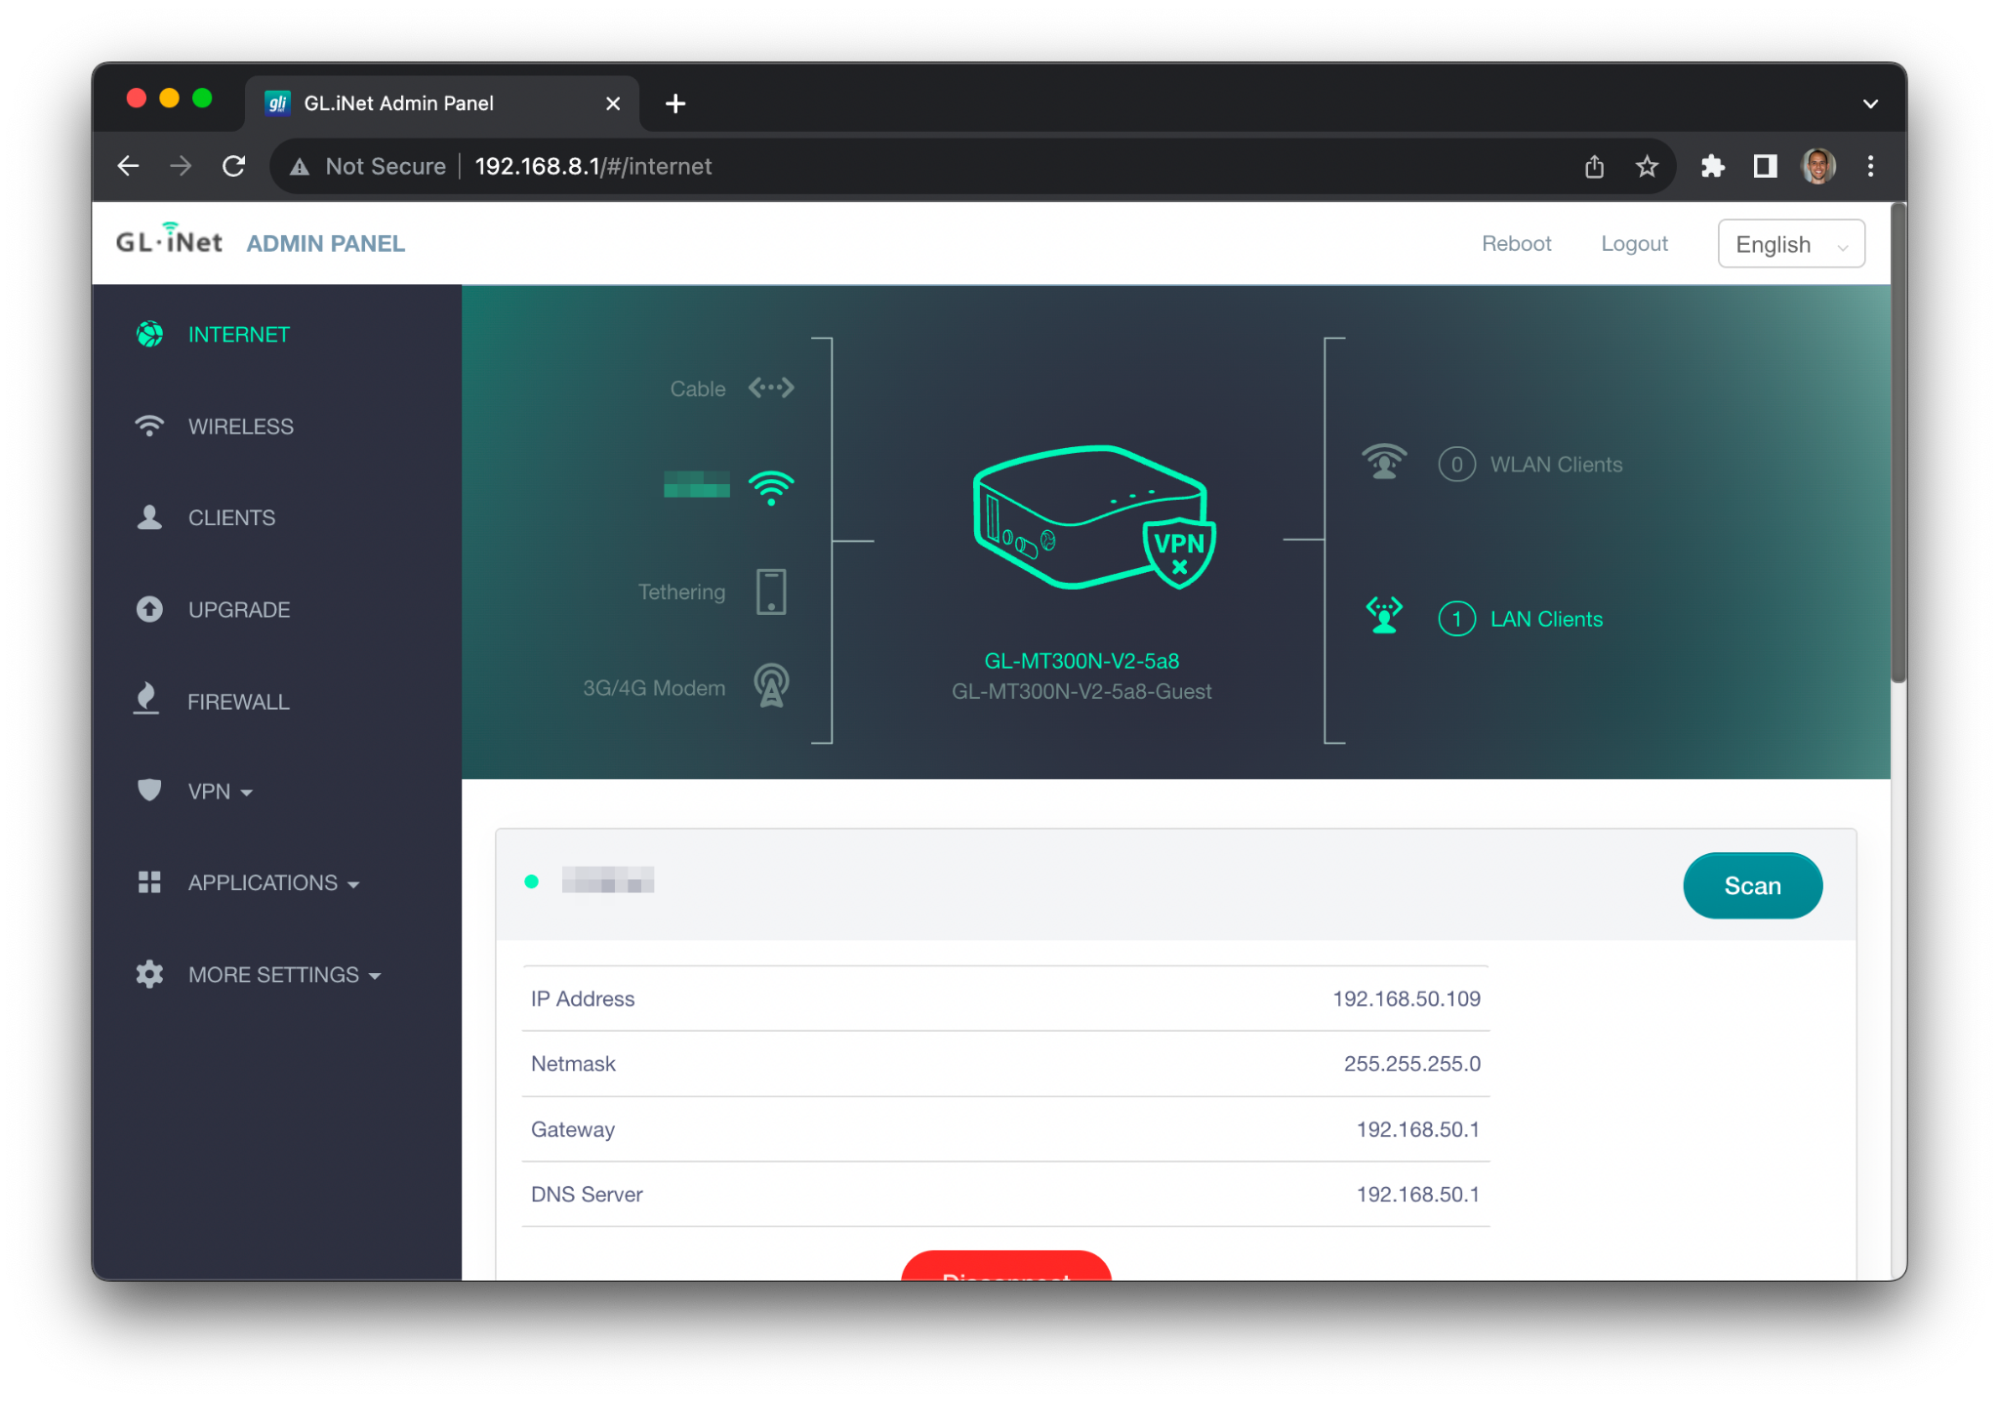 gli GL.iNet Admin Panel
Not Secure 192.168.8.1/#/internet
GL·iNet ADMIN PANEL Reboot Logout English
INTERNET
WIRELESS
CLIENTS
UPGRADE
FIREWALL
VPN
APPLICATIONS
MORE SETTINGS
Cable
Tethering
3G/4G Modem
VPN
GL-MT300N-V2-5a8
GL-MT300N-V2-5a8-Guest
0 WLAN Clients
1 LAN Clients
Scan
IP Address 192.168.50.109
Netmask 255.255.255.0
Gateway 192.168.50.1
DNS Server 192.168.50.1
Disconnect